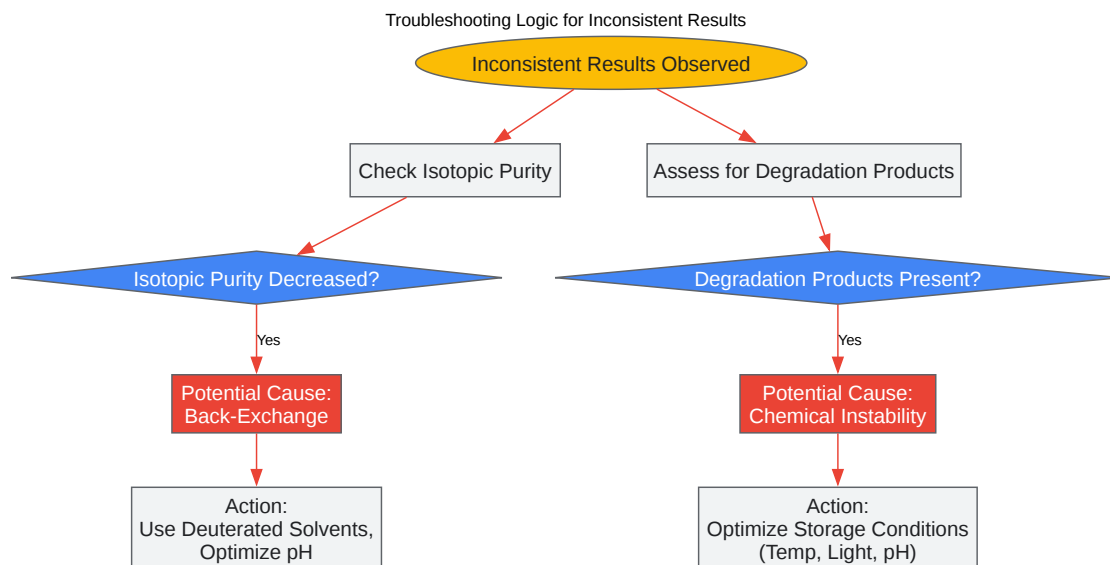 Troubleshooting Logic for Inconsistent Results
Inconsistent Results Observed
Check Isotopic Purity
Assess for Degradation Products
Isotopic Purity Decreased?
Degradation Products Present?
Yes
Yes
Potential Cause:
Back-Exchange
Potential Cause:
Chemical Instability
Action:
Use Deuterated Solvents,
Optimize pH
Action:
Optimize Storage Conditions
(Temp, Light, pH)